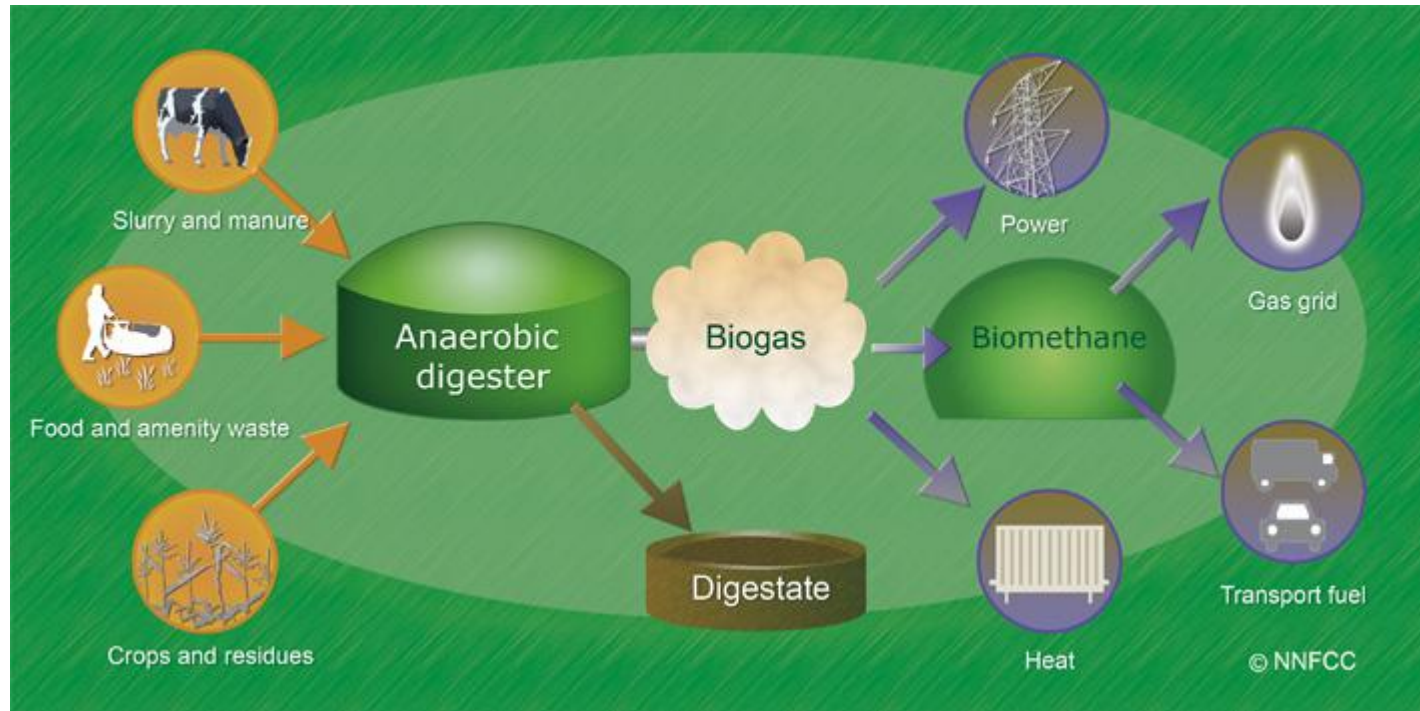 Slurry and manure
Food and amenity waste
Crops and residues
Anaerobic
digester
Biogas
Digestate
Power
Biomethane
Heat
Gas grid
Transport fuel
© NNFCC